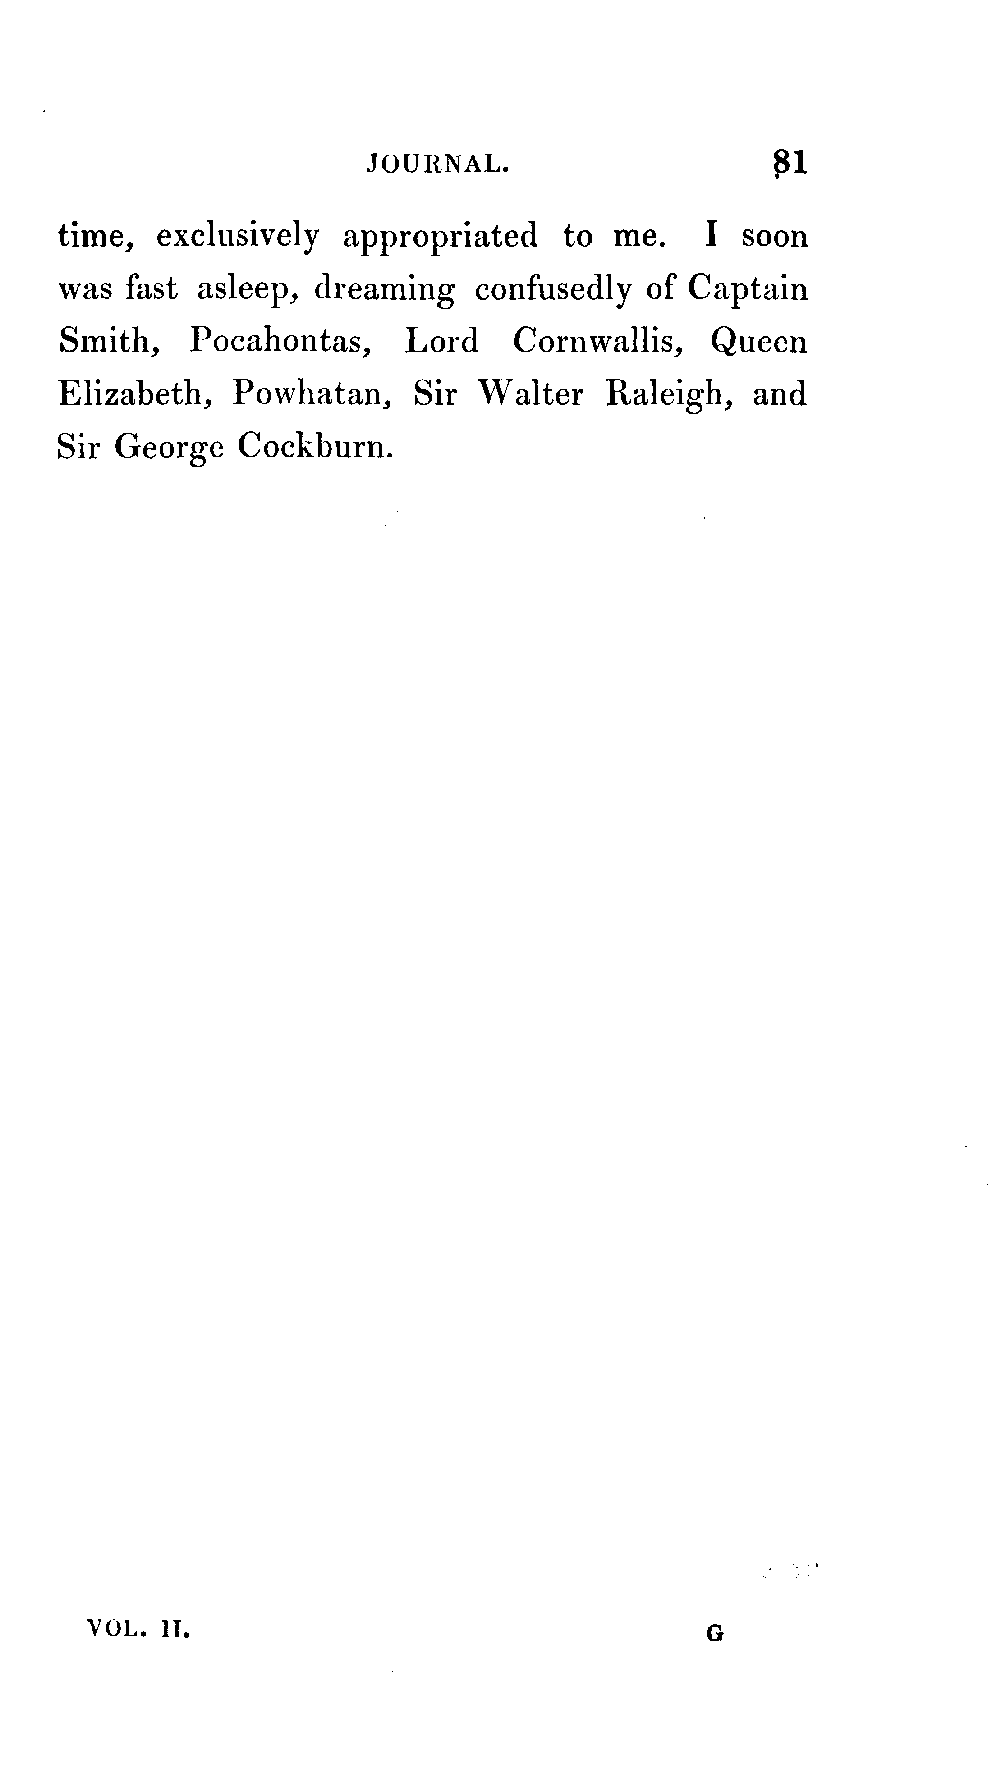 JOURNAL. 81
time, exclusively appropriated to me. I soon
was fast asleep, dreaming confusedly of Captain
Smith, Pocahontas, Lord Cornwallis, Queen
Elizabeth, Powhatan, Sir Walter Raleigh, and
Sir George Cockburn.
VOL. II. G